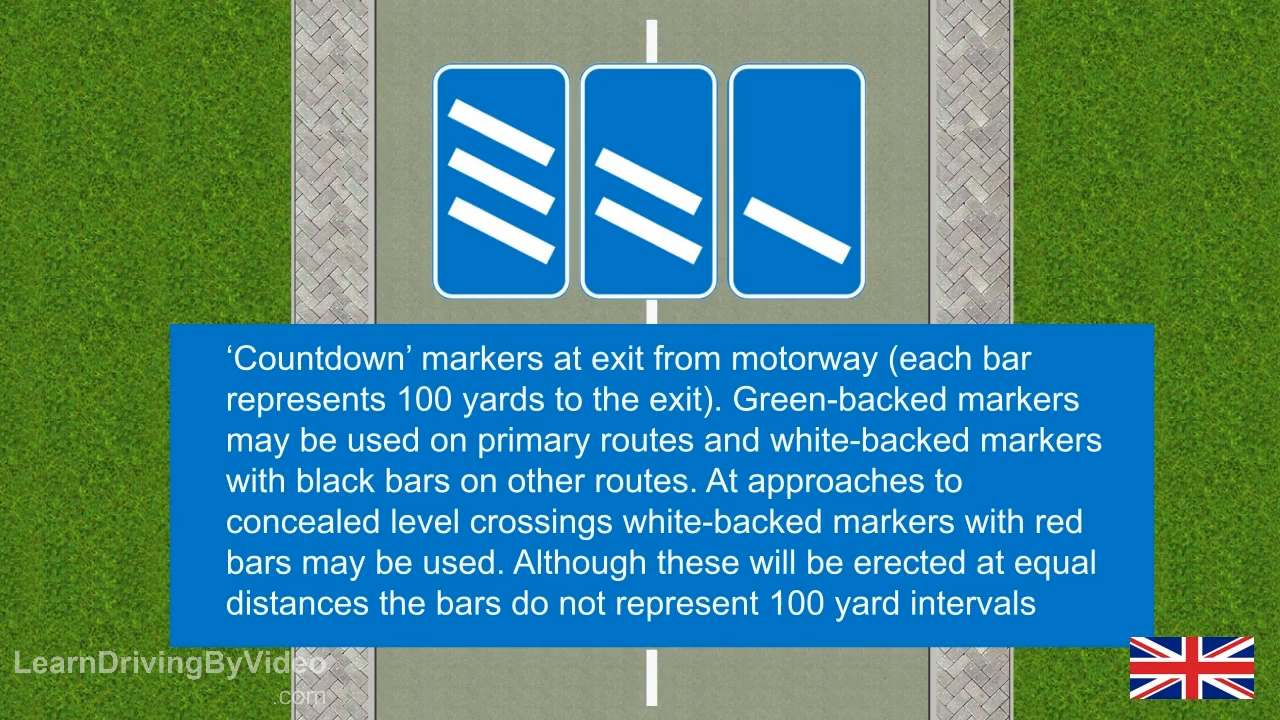 ‘Countdown’ markers at exit from motorway (each bar
represents 100 yards to the exit). Green-backed markers
may be used on primary routes and white-backed markers
with black bars on other routes. At approaches to
concealed level crossings white-backed markers with red
bars may be used. Although these will be erected at equal
distances the bars do not represent 100 yard intervals
LearnDrivingByVideo
.com